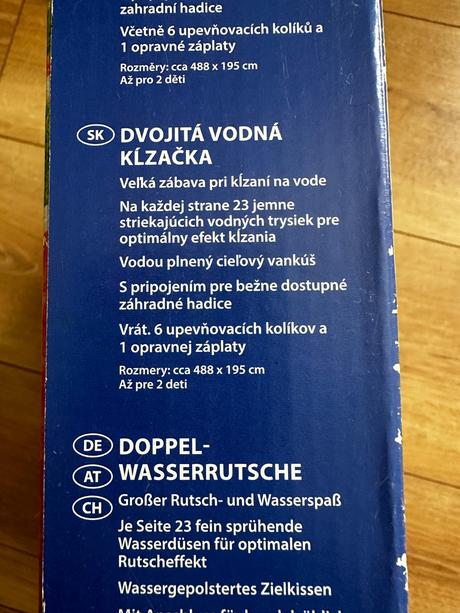 zahradní hadice
Včetně 6 upevňovacích kolíků a
1 opravné záplaty
Rozměry: cca 488 x 195 cm
Až pro 2 děti
SK DVOJITÁ VODNÁ
KĹZAČKA
Veľká zábava pri kĺzaní na vode
Na každej strane 23 jemne
striekajúcich vodných trysiek pre
optimálny efekt kĺzania
Vodou plnený cieľový vankúš
S pripojením pre bežne dostupné
záhradné hadice
Vrát. 6 upevňovacích kolíkov a
1 opravnej záplaty
Rozmery: cca 488 x 195 cm
Až pre 2 deti
DE DOPPEL-
AT WASSERRUTSCHE
CH Großer Rutsch- und Wasserspaß
Je Seite 23 fein sprühende
Wasserdüsen für optimalen
Rutscheffekt
Wassergepolstertes Zielkissen